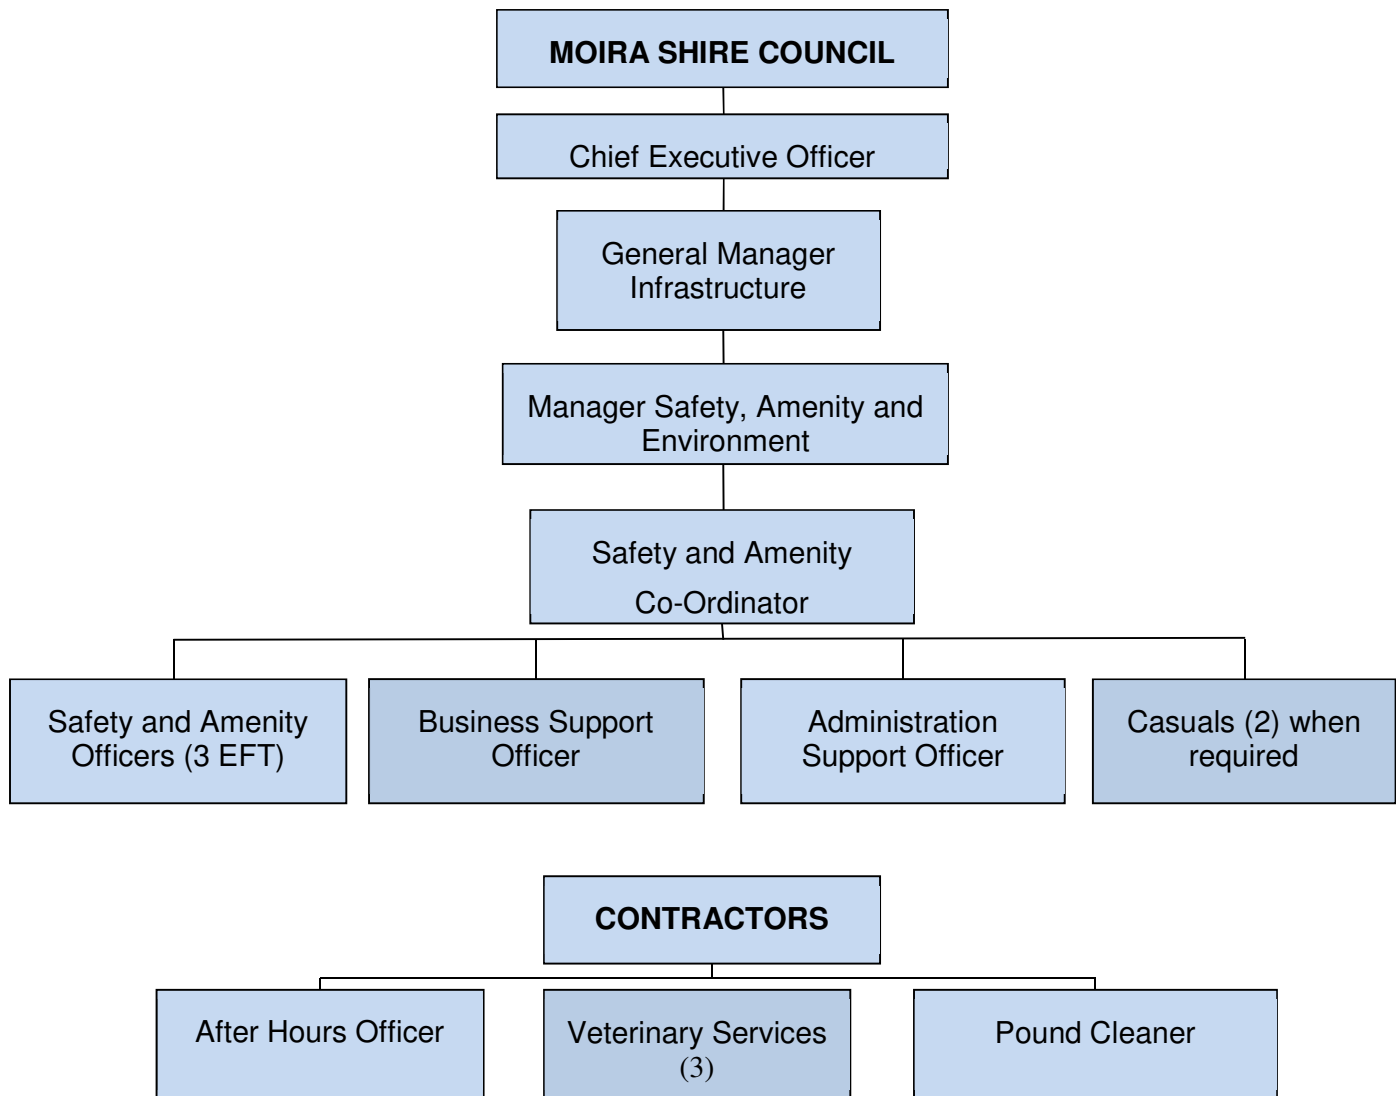 MOIRA SHIRE COUNCIL
Chief Executive Officer
General Manager
Infrastructure
Manager Safety, Amenity and
Environment
Safety and Amenity
Co-Ordinator
Safety and Amenity
Officers (3 EFT)
Business Support
Officer
Administration
Support Officer
Casuals (2) when
required
CONTRACTORS
After Hours Officer
Veterinary Services
(3)
Pound Cleaner